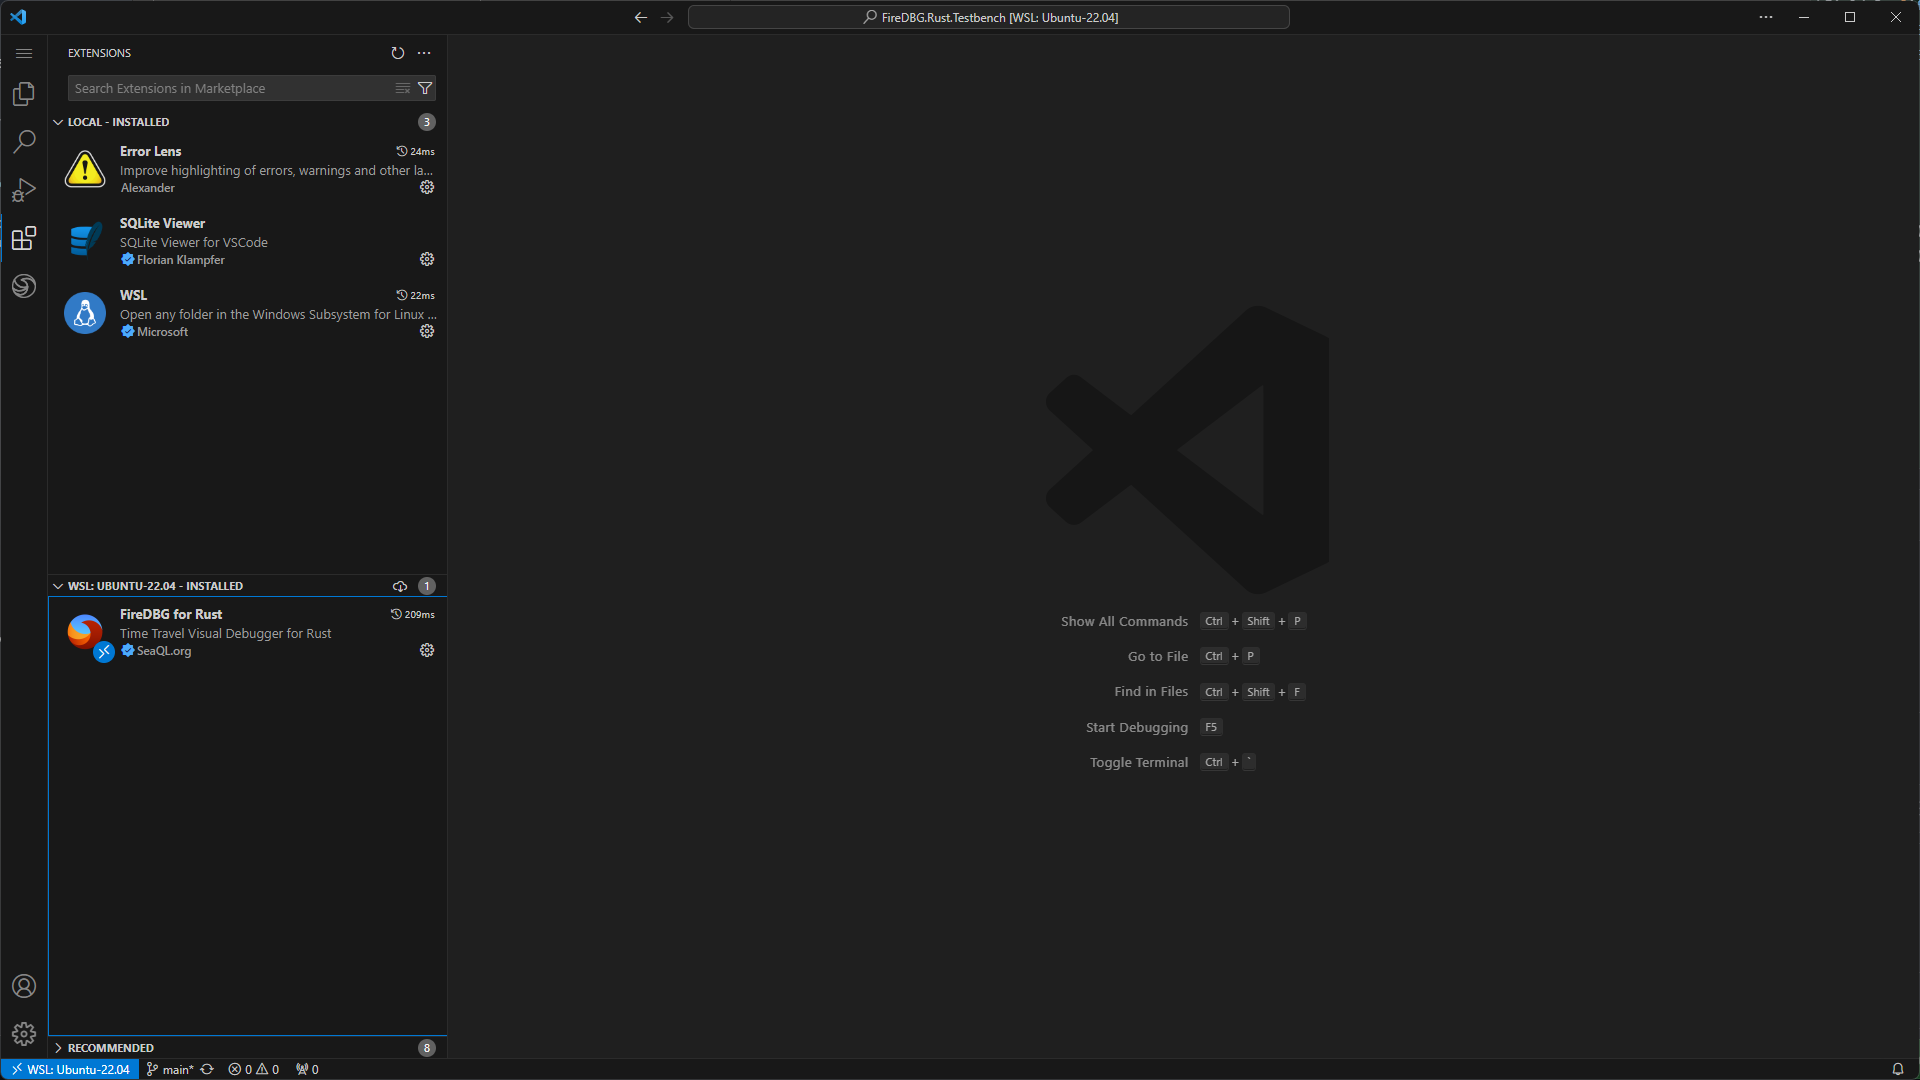 FireDBG.Rust.Testbench [WSL: Ubuntu-22.04]
EXTENSIONS
Search Extensions in Marketplace
LOCAL - INSTALLED 3
Error Lens 24ms
Improve highlighting of errors, warnings and other la...
Alexander
SQLite Viewer
SQLite Viewer for VSCode
Florian Klampfer
WSL 22ms
Open any folder in the Windows Subsystem for Linux ...
Microsoft
WSL: UBUNTU-22.04 - INSTALLED 1
FireDBG for Rust 209ms
Time Travel Visual Debugger for Rust
SeaQL.org
RECOMMENDED 8
Show All Commands Ctrl + Shift + P
Go to File Ctrl + P
Find in Files Ctrl + Shift + F
Start Debugging F5
Toggle Terminal Ctrl + `
WSL: Ubuntu-22.04 main* 0 0 0